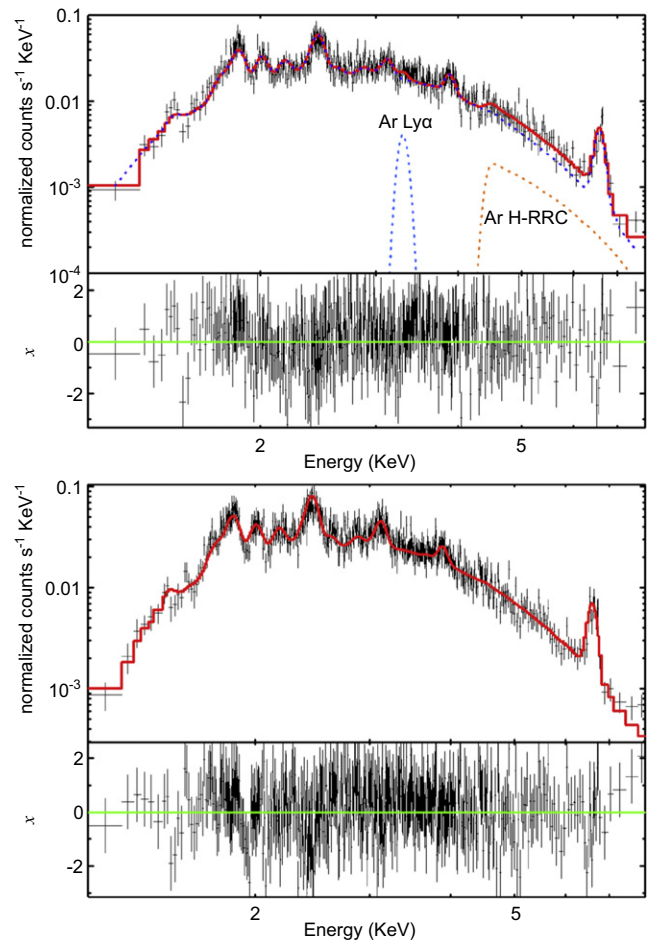 0.1
0.01
10-3
10-4
normalized counts s-1 KeV-1
Ar Lyα
Ar H-RRC
2
0
-2
x
2
5
Energy (KeV)
0.1
0.01
10-3
normalized counts s-1 KeV-1
2
0
-2
x
2
5
Energy (KeV)